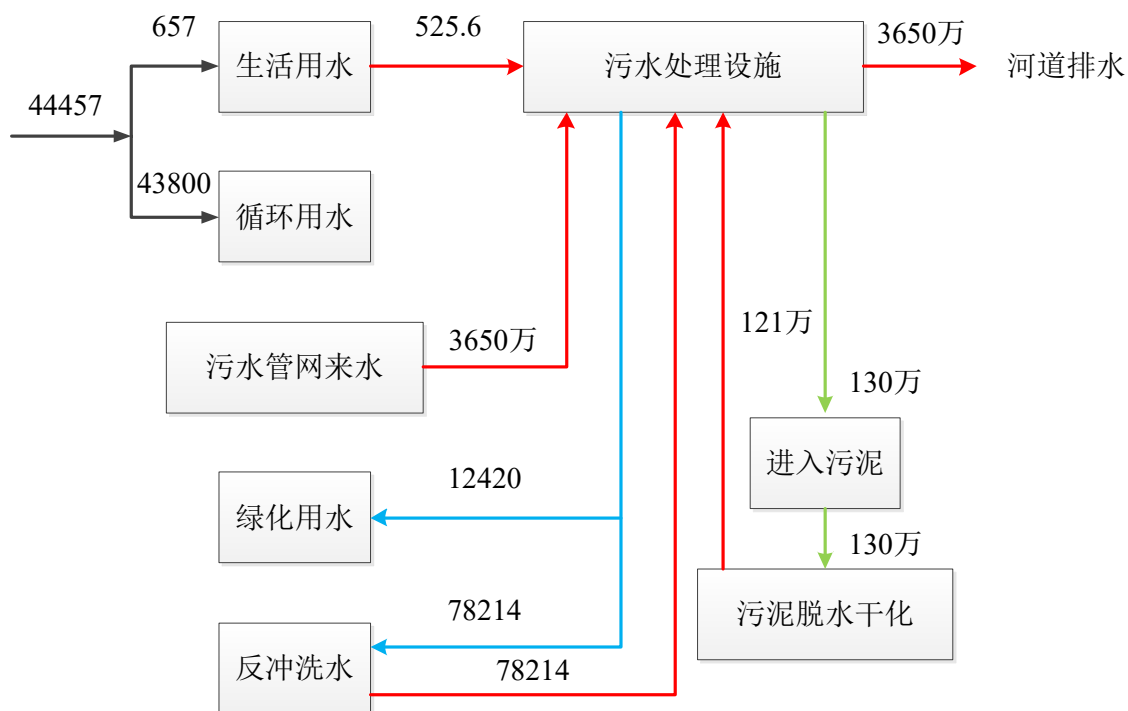 657
生活用水
525.6
污水处理设施
3650万
河道排水
44457
43800
循环用水
污水管网来水
3650万
121万
130万
进入污泥
绿化用水
12420
130万
污泥脱水干化
78214
反冲洗水
78214